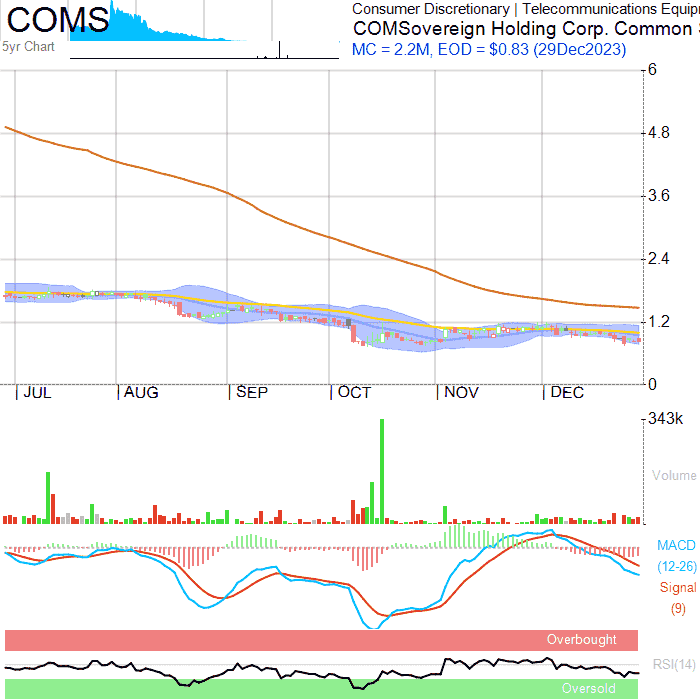 COMS
5yr Chart
Consumer Discretionary | Telecommunications Equip
COMSovereign Holding Corp. Common
MC = 2.2M, EOD = $0.83 (29Dec2023)
6
4.8
3.6
2.4
1.2
0
JUL AUG SEP OCT NOV DEC
343k
Volume
MACD
(12-26)
Signal
(9)
Overbought
RSI(14)
Oversold